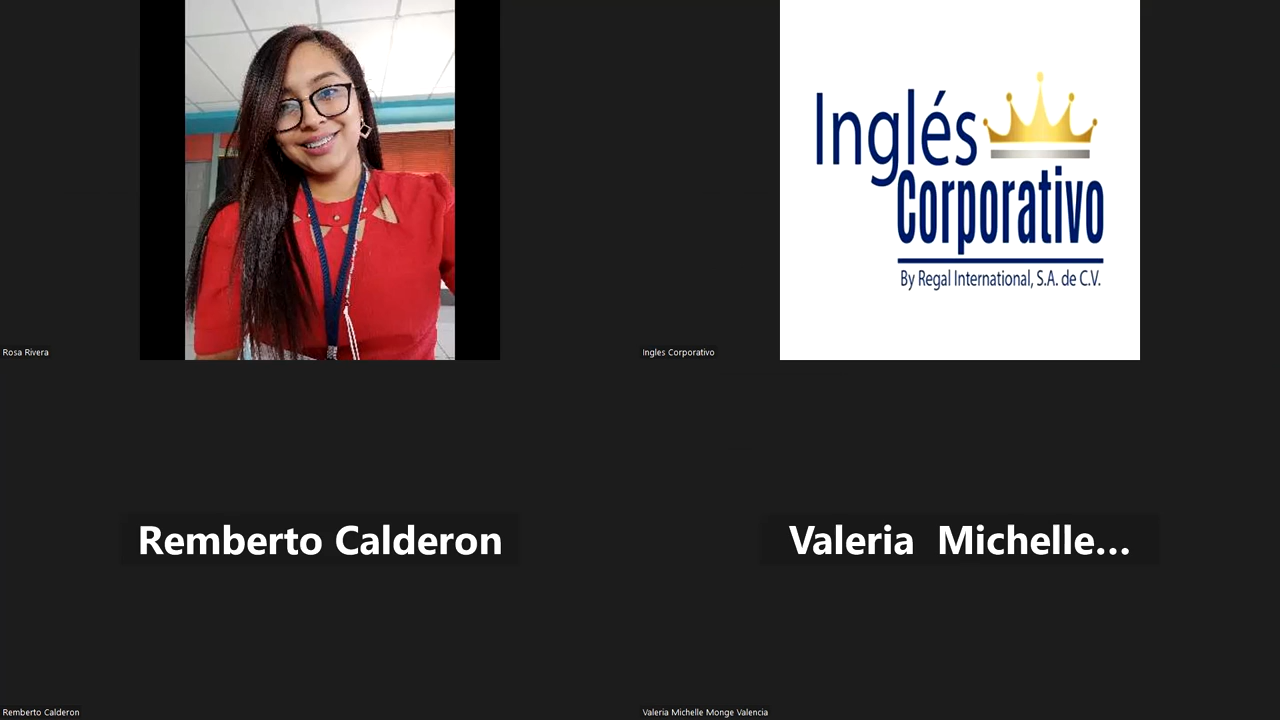 Inglés
Corporativo
By Regal International, S.A. de C.V.
Rosa Rivera
Ingles Corporativo
Remberto Calderon
Valeria Michelle...
Remberto Calderon
Valeria Michelle Monge Valencia